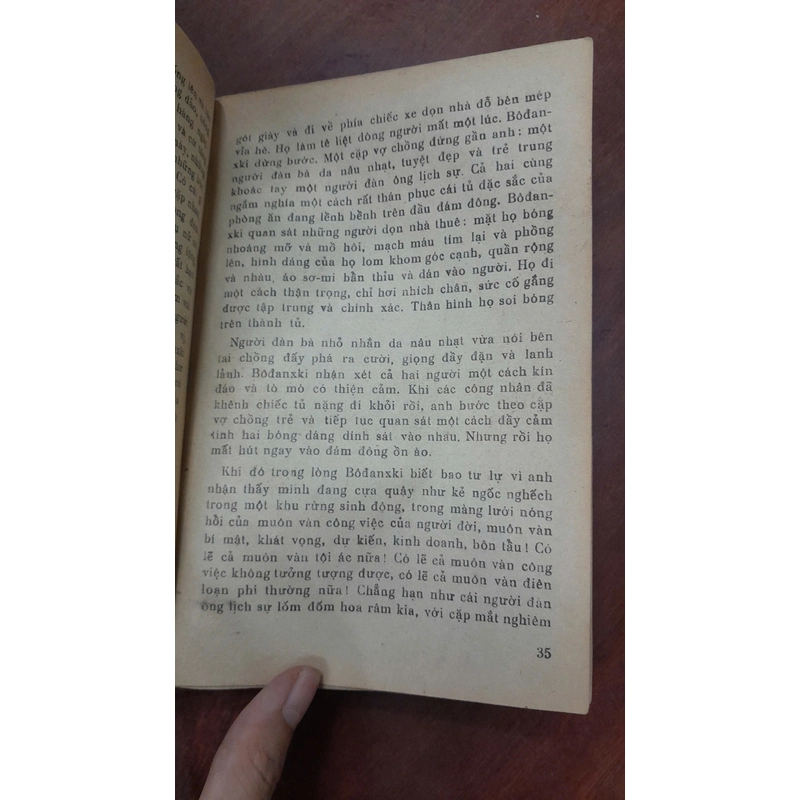 gót giày và đi về phía chiếc xe dọn nhà đỗ bên mép
vỉa hè. Họ làm tê liệt dòng người mất một lúc. Bôđan-
xki dừng bước. Một cặp vợ chồng đứng gần anh : một
người đàn bà da nâu nhạt, tuyệt đẹp và trẻ trung
khoác tay một người đàn ông lịch sự. Cả hai cùng
ngắm nghía một cách rất thán phục cái tủ đặc sắc của
phòng ăn đang lềnh bềnh trên đầu đám đông. Bôđan-
xki quan sát những người dọn nhà thuê : mặt họ bóng
nhoáng mỡ và mồ hôi, mạch máu tím lại và phồng
lên, hình dáng của họ lom khom góc cạnh, quần rộng
và nhàu, áo sơ-mi bẩn thỉu và dán vào người. Họ đi
một cách thận trọng, chỉ hơi nhích chân, sức cố gắng
được tập trung và chính xác. Thân hình họ soi bóng
trên thành tủ.
Người đàn bà nhỏ nhắn da nâu nhạt vừa nói bên
tai chồng đấy phá ra cười, giọng đầy đặn và lanh
lảnh. Bôđanxki nhận xét cả hai người một cách kín
đáo và tò mò có thiện cảm. Khi các công nhân đã
khênh chiếc tủ nặng đi khỏi rồi, anh bước theo cặp
vợ chồng trẻ và tiếp tục quan sát một cách đầy cảm
tình hai bóng dáng dính sát vào nhau. Nhưng rồi họ
mất hút ngay vào đám đông ồn ào.
Khi đó trong lòng Bôđanxki biết bao tư lự vì anh
nhận thấy mình đang cựa quậy như kẻ ngốc nghếch
trong một khu rừng sinh động, trong màng lưới nóng
hổi của muôn vàn công việc của người đời, muôn vàn
bí mật, khát vọng, dự kiến, kinh doanh, bôn tẩu ! Có
lẽ cả muôn vàn tội ác nữa ! Có lẽ cả muôn vàn công
việc không tưởng tượng được, có lẽ cả muôn vàn điên
loạn phi thường nữa ! Chẳng hạn như cái người đàn
ông lịch sự lốm đốm hoa râm kia, với cặp mắt nghiêm
35